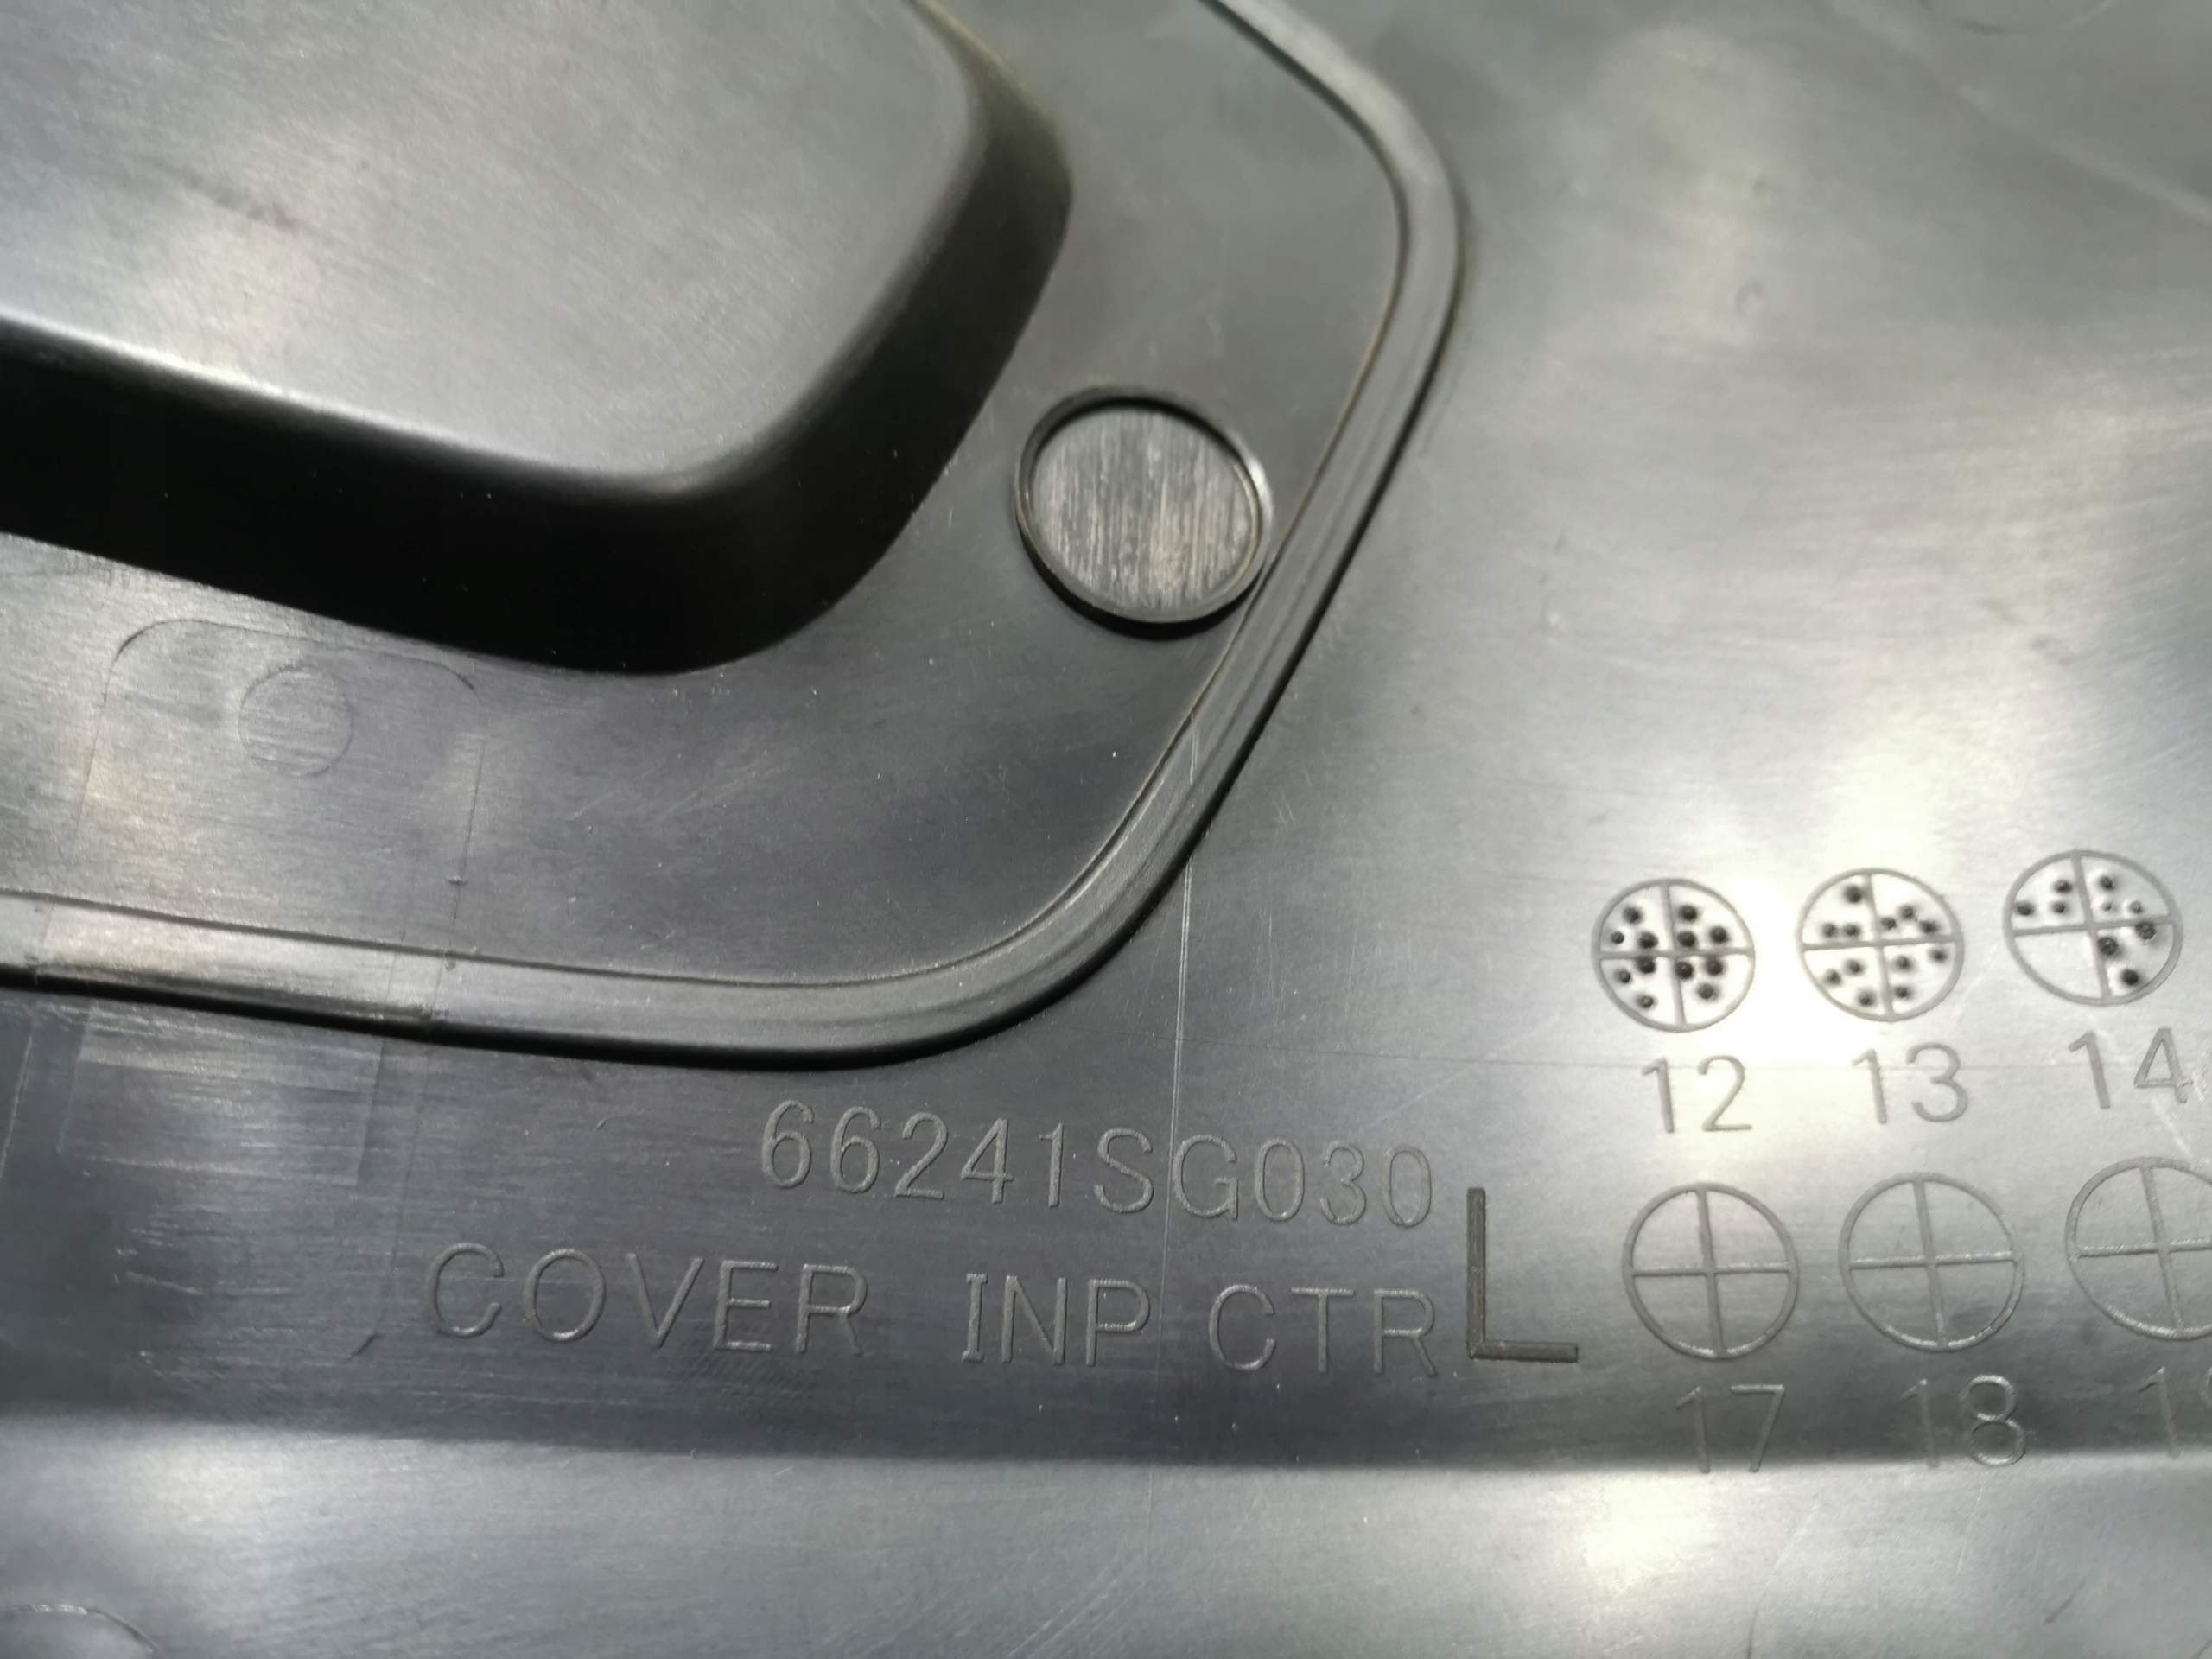 12 13 14
66241SG030
COVER INP CTR L
17 18